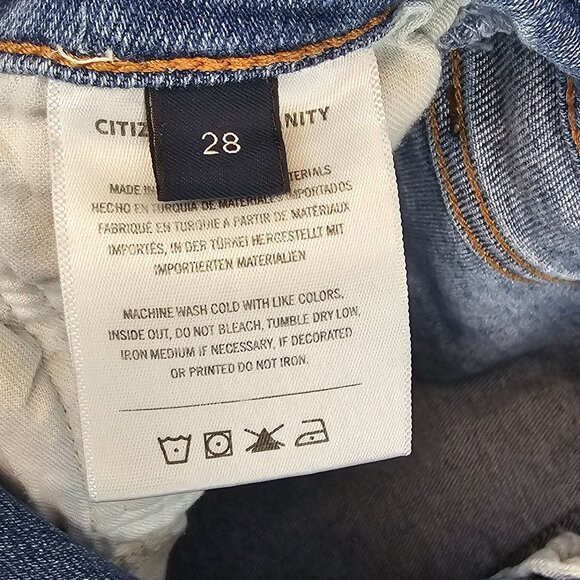 CITIZ NITY
28
MADE IN TERIALS
HECHO EN TURQUIA DE MATERIALES IMPORTADOS
FABRIQUÉ EN TURQUIE A PARTIR DE MATERIAUX
IMPORTÉS, IN DER TÜRKEI HERGESTELLT MIT
IMPORTIERTEN MATERIALIEN
MACHINE WASH COLD WITH LIKE COLORS,
INSIDE OUT, DO NOT BLEACH, TUMBLE DRY LOW,
IRON MEDIUM IF NECESSARY, IF DECORATED
OR PRINTED DO NOT IRON.